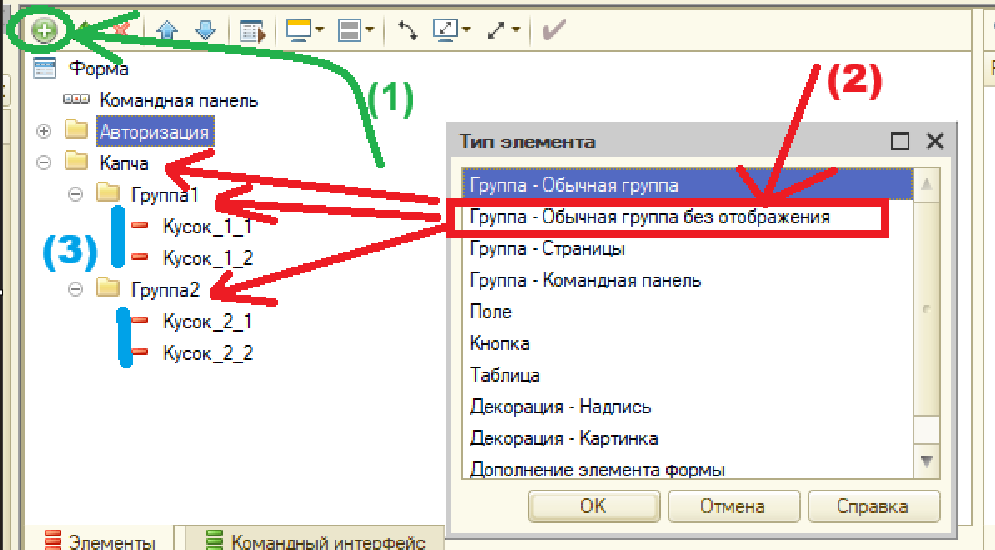 (1)
(2)
Форма
Командная панель
Авторизация
Капча
Группа1
Кусок_1_1
(3)
Кусок_1_2
Группа2
Кусок_2_1
Кусок_2_2
Тип элемента
Группа - Обычная группа
Группа - Обычная группа без отображения
Группа - Страницы
Группа - Командная панель
Поле
Кнопка
Таблица
Декорация - Надпись
Декорация - Картинка
Дополнение элемента формы
ОК
Отмена
Справка
Элементы
Командный интерфейс